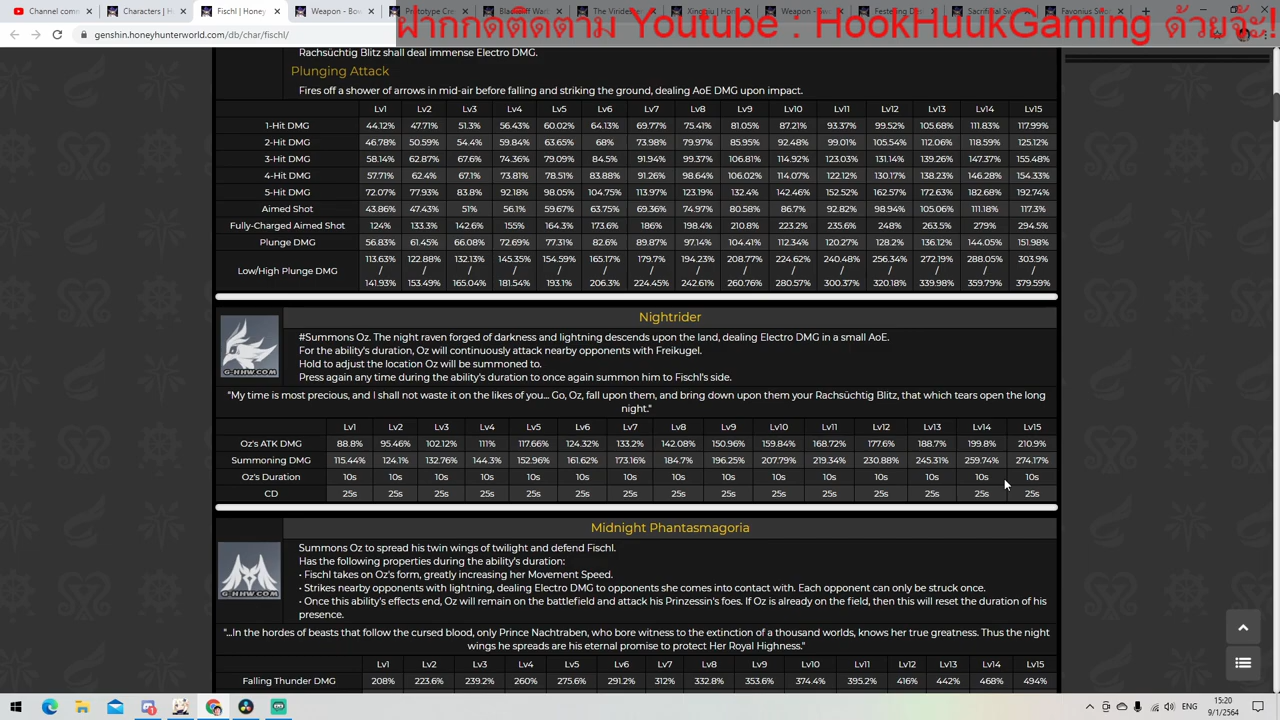 Channel comm
Characters | H
Fischl | Honey
Weapon - Bow
Prototype Cre
Blackcliff War
The Viridescen
Xingqiu | Hone
Weapon - Swo
Festering Des
Sacrificial Swo
Favonius Swo
ฝากกดติดตาม Youtube : HookHuukGaming ด้วยจ้ะ!
genshin.honeyhunterworld.com/db/char/fischl/
Rachsüchtig Blitz shall deal immense Electro DMG.
Plunging Attack
Fires off a shower of arrows in mid-air before falling and striking the ground, dealing AoE DMG upon impact.
Lv1 Lv2 Lv3 Lv4 Lv5 Lv6 Lv7 Lv8 Lv9 Lv10 Lv11 Lv12 Lv13 Lv14 Lv15
1-Hit DMG 44.12% 47.71% 51.3% 56.43% 60.02% 64.13% 69.77% 75.41% 81.05% 87.21% 93.37% 99.52% 105.68% 111.83% 117.99%
2-Hit DMG 46.78% 50.59% 54.4% 59.84% 63.65% 68% 73.98% 79.97% 85.95% 92.48% 99.01% 105.54% 112.06% 118.59% 125.12%
3-Hit DMG 58.14% 62.87% 67.6% 74.36% 79.09% 84.5% 91.94% 99.37% 106.81% 114.92% 123.03% 131.14% 139.26% 147.37% 155.48%
4-Hit DMG 57.71% 62.4% 67.1% 73.81% 78.51% 83.88% 91.26% 98.64% 106.02% 114.07% 122.12% 130.17% 138.23% 146.28% 154.33%
5-Hit DMG 72.07% 77.93% 83.8% 92.18% 98.05% 104.75% 113.97% 123.19% 132.4% 142.46% 152.52% 162.57% 172.63% 182.68% 192.74%
Aimed Shot 43.86% 47.43% 51% 56.1% 59.67% 63.75% 69.36% 74.97% 80.58% 86.7% 92.82% 98.94% 105.06% 111.18% 117.3%
Fully-Charged Aimed Shot 124% 133.3% 142.6% 155% 164.3% 173.6% 186% 198.4% 210.8% 223.2% 235.6% 248% 263.5% 279% 294.5%
Plunge DMG 56.83% 61.45% 66.08% 72.69% 77.31% 82.6% 89.87% 97.14% 104.41% 112.34% 120.27% 128.2% 136.12% 144.05% 151.98%
113.63% 122.88% 132.13% 145.35% 154.59% 165.17% 179.7% 194.23% 208.77% 224.62% 240.48% 256.34% 272.19% 288.05% 303.9%
Low/High Plunge DMG / / / / / / / / / / / / / / /
141.93% 153.49% 165.04% 181.54% 193.1% 206.3% 224.45% 242.61% 260.76% 280.57% 300.37% 320.18% 339.98% 359.79% 379.59%
Nightrider
#Summons Oz. The night raven forged of darkness and lightning descends upon the land, dealing Electro DMG in a small AoE.
For the ability's duration, Oz will continuously attack nearby opponents with Freikugel.
Hold to adjust the location Oz will be summoned to.
Press again any time during the ability's duration to once again summon him to Fischl's side.
G-HHW.COM
"My time is most precious, and I shall not waste it on the likes of you... Go, Oz, fall upon them, and bring down upon them your Rachsüchtig Blitz, that which tears open the long
night."
Lv1 Lv2 Lv3 Lv4 Lv5 Lv6 Lv7 Lv8 Lv9 Lv10 Lv11 Lv12 Lv13 Lv14 Lv15
Oz's ATK DMG 88.8% 95.46% 102.12% 111% 117.66% 124.32% 133.2% 142.08% 150.96% 159.84% 168.72% 177.6% 188.7% 199.8% 210.9%
Summoning DMG 115.44% 124.1% 132.76% 144.3% 152.96% 161.62% 173.16% 184.7% 196.25% 207.79% 219.34% 230.88% 245.31% 259.74% 274.17%
Oz's Duration 10s 10s 10s 10s 10s 10s 10s 10s 10s 10s 10s 10s 10s 10s 10s
CD 25s 25s 25s 25s 25s 25s 25s 25s 25s 25s 25s 25s 25s 25s 25s
Midnight Phantasmagoria
Summons Oz to spread his twin wings of twilight and defend Fischl.
Has the following properties during the ability's duration:
• Fischl takes on Oz's form, greatly increasing her Movement Speed.
• Strikes nearby opponents with lightning, dealing Electro DMG to opponents she comes into contact with. Each opponent can only be struck once.
• Once this ability's effects end, Oz will remain on the battlefield and attack his Prinzessin's foes. If Oz is already on the field, then this will reset the duration of his
presence.
G-HHW.COM
"...In the hordes of beasts that follow the cursed blood, only Prince Nachtraben, who bore witness to the extinction of a thousand worlds, knows her true greatness. Thus the night
wings he spreads are his eternal promise to protect Her Royal Highness."
Lv1 Lv2 Lv3 Lv4 Lv5 Lv6 Lv7 Lv8 Lv9 Lv10 Lv11 Lv12 Lv13 Lv14 Lv15
Falling Thunder DMG 208% 223.6% 239.2% 260% 275.6% 291.2% 312% 332.8% 353.6% 374.4% 395.2% 416% 442% 468% 494%
ENG
15:20
9/1/2564